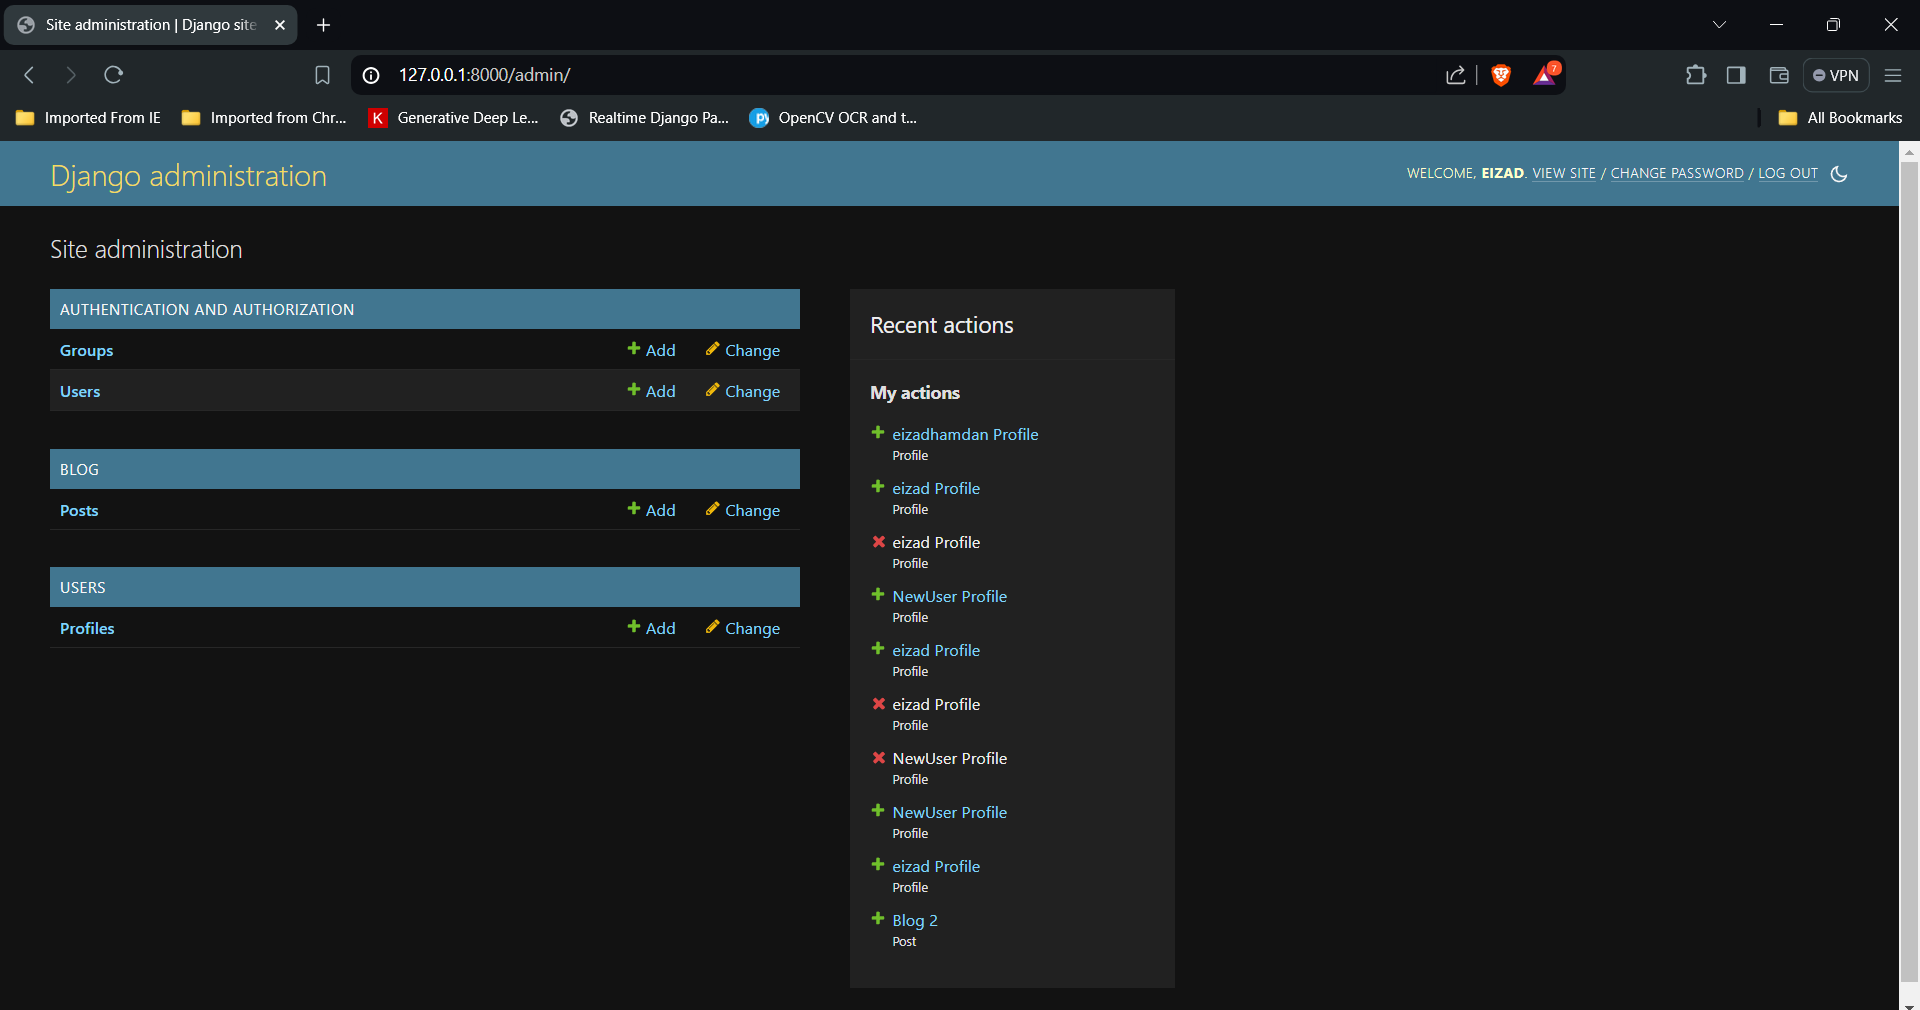 Site administration | Django site
127.0.0.1:8000/admin/
7
VPN
Imported From IE
Imported from Chr...
K
Generative Deep Le...
Realtime Django Pa...
py
OpenCV OCR and t...
All Bookmarks
Django administration
WELCOME, EIZAD. VIEW SITE / CHANGE PASSWORD / LOG OUT
Site administration
AUTHENTICATION AND AUTHORIZATION
Groups Add Change
Users Add Change
BLOG
Posts Add Change
USERS
Profiles Add Change
Recent actions
My actions
eizadhamdan Profile
Profile
eizad Profile
Profile
eizad Profile
Profile
NewUser Profile
Profile
eizad Profile
Profile
eizad Profile
Profile
NewUser Profile
Profile
NewUser Profile
Profile
eizad Profile
Profile
Blog 2
Post